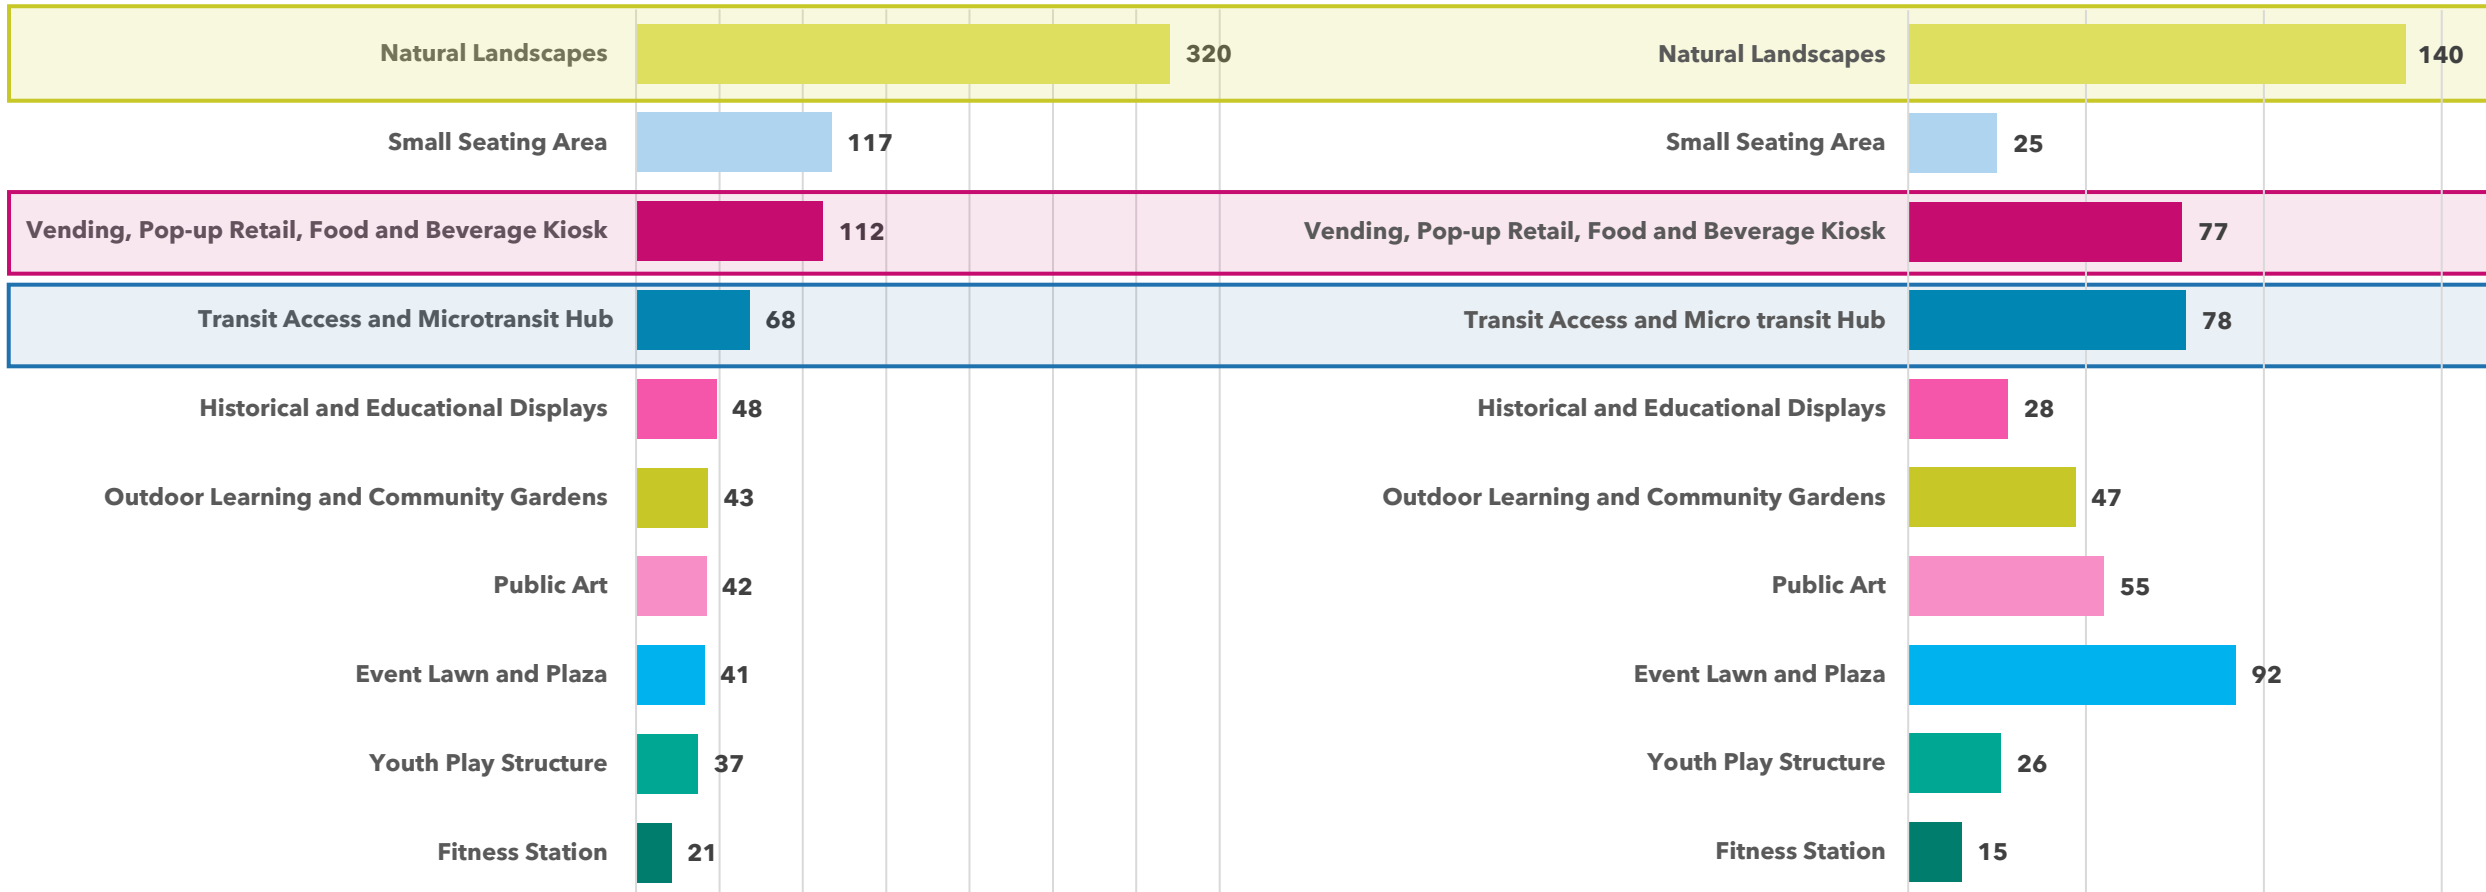 Natural Landscapes 320
Small Seating Area 117
Vending, Pop-up Retail, Food and Beverage Kiosk 112
Transit Access and Microtransit Hub 68
Historical and Educational Displays 48
Outdoor Learning and Community Gardens 43
Public Art 42
Event Lawn and Plaza 41
Youth Play Structure 37
Fitness Station 21
Natural Landscapes 140
Small Seating Area 25
Vending, Pop-up Retail, Food and Beverage Kiosk 77
Transit Access and Micro transit Hub 78
Historical and Educational Displays 28
Outdoor Learning and Community Gardens 47
Public Art 55
Event Lawn and Plaza 92
Youth Play Structure 26
Fitness Station 15